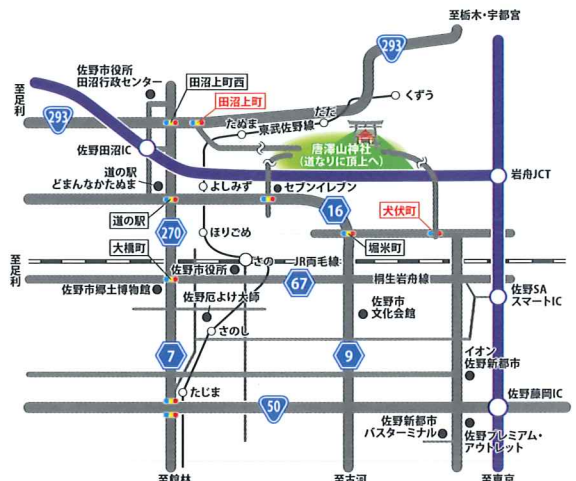 至栃木・宇都宮
293
佐野市役所
田沼行政センター
田沼上町西
田沼上町
至足利
293
くずう
ただ
たぬま
東武佐野線
佐野田沼IC
唐澤山神社
(道なりに頂上へ)
岩舟JCT
道の駅
どまんなかたぬま
よしみず
セブンイレブン
道の駅
16
犬伏町
270
ほりごめ
堀米町
大橋町
さの
JR両毛線
至足利
佐野市役所
67
桐生岩舟線
佐野市郷土博物館
佐野厄よけ大師
佐野市
文化会館
佐野SA
スマートIC
さのし
7
9
イオン
佐野新都市
たじま
50
佐野藤岡IC
佐野新都市
バスターミナル
佐野プレミアム・
アウトレット
至館林
至古河
至東京